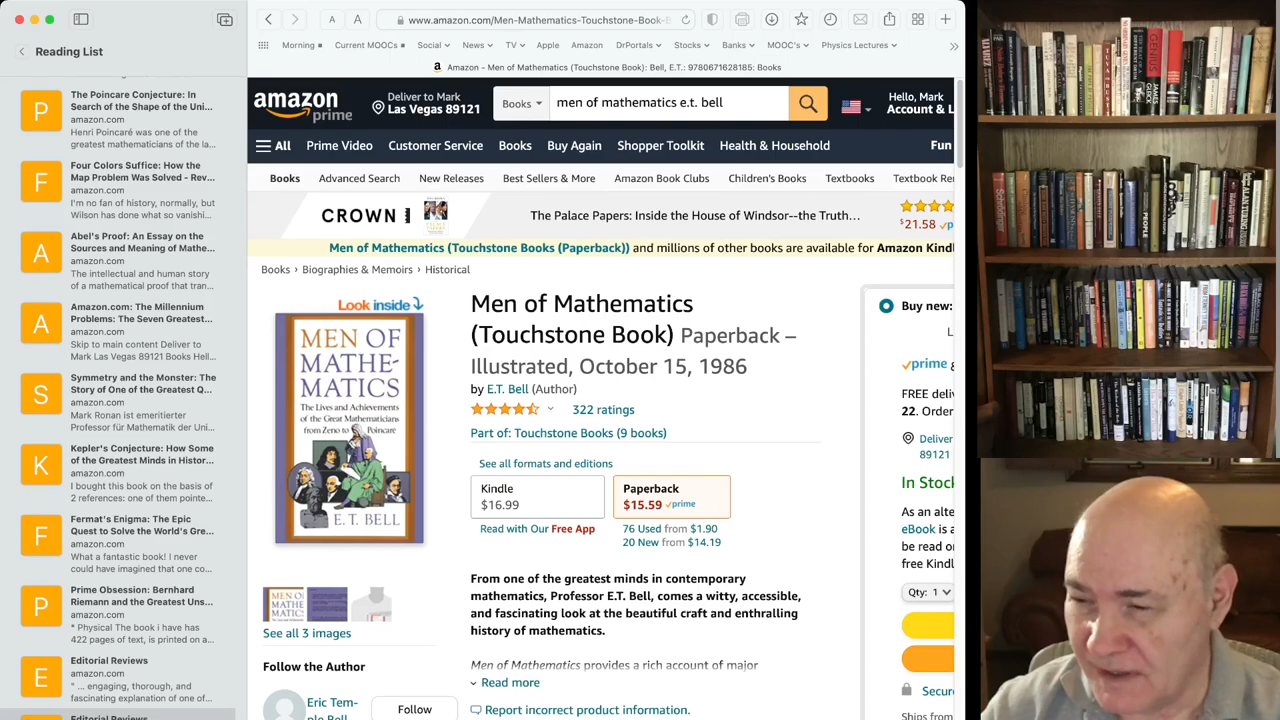 Reading List
The Poincare Conjecture: In
Search of the Shape of the Uni...
amazon.com
Henri Poincaré was one of the
greatest mathematicians of the la...
Four Colors Suffice: How the
Map Problem Was Solved - Rev...
amazon.com
I'm no fan of history, normally, but
Wilson has done what so vanishi...
Abel's Proof: An Essay on the
Sources and Meaning of Mathe...
amazon.com
The intellectual and human story
of a mathematical proof that tran...
Amazon.com: The Millennium
Problems: The Seven Greatest...
amazon.com
Skip to main content Deliver to
Mark Las Vegas 89121 Books Hell...
Symmetry and the Monster: The
Story of One of the Greatest Q...
amazon.com
Mark Ronan ist emeritierter
Professor für Mathematik der Uni...
Kepler's Conjecture: How Some
of the Greatest Minds in Histor...
amazon.com
I bought this book on the basis of
2 references: one of them pointe...
Fermat's Enigma: The Epic
Quest to Solve the World's Gre...
amazon.com
What a fantastic book! I never
could have imagined that one co...
Prime Obsession: Bernhard
Riemann and the Greatest Uns...
amazon.com
* Physical The book i have has
422 pages of text, is printed on a...
Editorial Reviews
amazon.com
" ... engaging, thorough, and
fascinating explanation of one of...
Editorial Reviews
P
F
A
A
S
K
F
P
E
A A www.amazon.com/Men-Mathematics-Touchstone-Book-E
Morning Current MOOCs Social News TV Apple Amazon DrPortals Stocks Banks MOOC's Physics Lectures
a Amazon - Men of Mathematics (Touchstone Book): Bell, E.T.: 9780671628185: Books
amazon prime
Deliver to Mark
Las Vegas 89121
Books men of mathematics e.t. bell
Hello, Mark
Account & L
All Prime Video Customer Service Books Buy Again Shopper Toolkit Health & Household Fun
Books Advanced Search New Releases Best Sellers & More Amazon Book Clubs Children's Books Textbooks Textbook Re
CROWN The Palace Papers: Inside the House of Windsor--the Truth...
$21.58
Men of Mathematics (Touchstone Books (Paperback)) and millions of other books are available for Amazon Kindl
Books › Biographies & Memoirs › Historical
Look inside
MEN OF
MATHE-
MATICS
The Lives and Achievements
of the Great Mathematicians
from Zeno to Poincaré
E.T. BELL
See all 3 images
Follow the Author
Eric Tem-
ple Bell
Follow
Men of Mathematics
(Touchstone Book) Paperback –
Illustrated, October 15, 1986
by E.T. Bell (Author)
322 ratings
Part of: Touchstone Books (9 books)
See all formats and editions
Kindle
$16.99
Paperback
$15.59 prime
Read with Our Free App
76 Used from $1.90
20 New from $14.19
From one of the greatest minds in contemporary
mathematics, Professor E.T. Bell, comes a witty, accessible,
and fascinating look at the beautiful craft and enthralling
history of mathematics.
Men of Mathematics provides a rich account of major
Read more
Report incorrect product information.
Buy new:
prime
FREE deliv
22. Order
Deliver
89121
In Stock
As an alte
eBook is a
be read o
free Kindl
Qty: 1
Secure
Ships from
GENIUS
JAMES GLEICK
PEOPLE